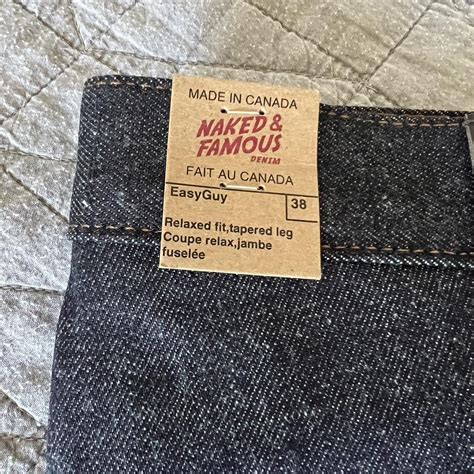 MADE IN CANADA
NAKED &
FAMOUS
DENIM
FAIT AU CANADA
EasyGuy 38
Relaxed fit,tapered leg
Coupe relax,jambe
fuselée